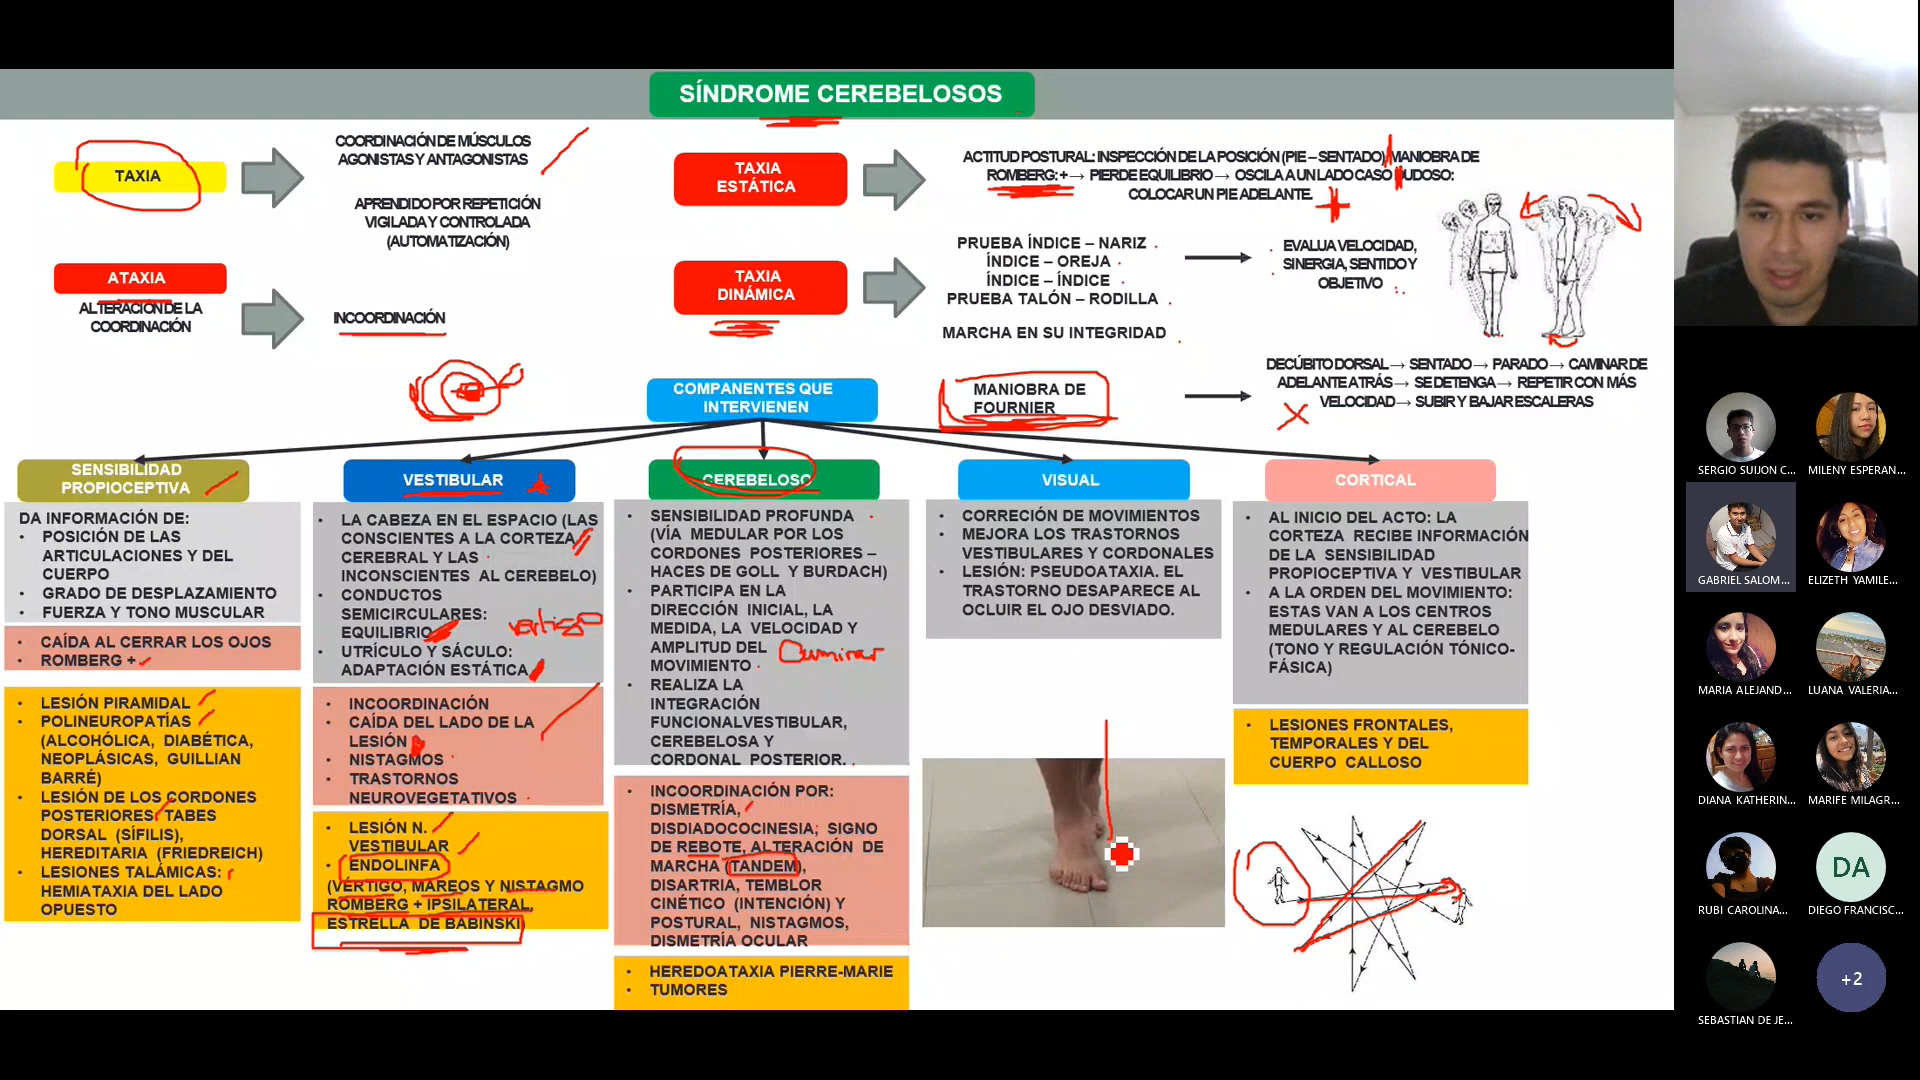 SÍNDROME CEREBELOSOS
TAXIA
COORDINACIÓN DE MÚSCULOS
AGONISTAS Y ANTAGONISTAS
APRENDIDO POR REPETICIÓN
VIGILADA Y CONTROLADA
(AUTOMATIZACIÓN)
ATAXIA
ALTERACIÓN DE LA
COORDINACIÓN
INCOORDINACIÓN
TAXIA
ESTÁTICA
ACTITUD POSTURAL: INSPECCIÓN DE LA POSICIÓN (PIE – SENTADO) MANIOBRA DE
ROMBERG: + → PIERDE EQUILIBRIO → OSCILA A UN LADO CASO DUDOSO:
COLOCAR UN PIE ADELANTE.
TAXIA
DINÁMICA
PRUEBA ÍNDICE – NARIZ
ÍNDICE – OREJA
ÍNDICE – ÍNDICE
PRUEBA TALÓN – RODILLA
MARCHA EN SU INTEGRIDAD
EVALUA VELOCIDAD,
SINERGIA, SENTIDO Y
OBJETIVO
MANIOBRA DE
FOURNIER
DECÚBITO DORSAL → SENTADO → PARADO → CAMINAR DE
ADELANTE ATRÁS → SE DETENGA → REPETIR CON MÁS
VELOCIDAD → SUBIR Y BAJAR ESCALERAS
COMPANENTES QUE
INTERVIENEN
SENSIBILIDAD
PROPIOCEPTIVA
DA INFORMACIÓN DE:
• POSICIÓN DE LAS
ARTICULACIONES Y DEL
CUERPO
• GRADO DE DESPLAZAMIENTO
• FUERZA Y TONO MUSCULAR
• CAÍDA AL CERRAR LOS OJOS
• ROMBERG +
• LESIÓN PIRAMIDAL
• POLINEUROPATÍAS
(ALCOHÓLICA, DIABÉTICA,
NEOPLÁSICAS, GUILLIAN
BARRÉ)
• LESIÓN DE LOS CORDONES
POSTERIORES: TABES
DORSAL (SÍFILIS),
HEREDITARIA (FRIEDREICH)
• LESIONES TALÁMICAS:
HEMIATAXIA DEL LADO
OPUESTO
VESTIBULAR
• LA CABEZA EN EL ESPACIO (LAS
CONSCIENTES A LA CORTEZA
CEREBRAL Y LAS
INCONSCIENTES AL CEREBELO)
• CONDUCTOS
SEMICIRCULARES:
EQUILIBRIO
vertigo
• UTRÍCULO Y SÁCULO:
ADAPTACIÓN ESTÁTICA
• INCOORDINACIÓN
• CAÍDA DEL LADO DE LA
LESIÓN
• NISTAGMOS
• TRASTORNOS
NEUROVEGETATIVOS
• LESIÓN N.
VESTIBULAR
• ENDOLINFA
(VÉRTIGO, MAREOS Y NISTAGMO
ROMBERG + IPSILATERAL,
ESTRELLA DE BABINSKI)
CEREBELOSO
• SENSIBILIDAD PROFUNDA
(VÍA MEDULAR POR LOS
CORDONES POSTERIORES –
HACES DE GOLL Y BURDACH)
• PARTICIPA EN LA
DIRECCIÓN INICIAL, LA
MEDIDA, LA VELOCIDAD Y
AMPLITUD DEL
MOVIMIENTO
Caminar
• REALIZA LA
INTEGRACIÓN
FUNCIONALVESTIBULAR,
CEREBELOSA Y
CORDONAL POSTERIOR.
• INCOORDINACIÓN POR:
DISMETRÍA,
DISDIADOCOCINESIA; SIGNO
DE REBOTE, ALTERACIÓN DE
MARCHA (TANDEM),
DISARTRIA, TEMBLOR
CINÉTICO (INTENCIÓN) Y
POSTURAL, NISTAGMOS,
DISMETRÍA OCULAR
• HEREDOATAXIA PIERRE-MARIE
• TUMORES
VISUAL
• CORRECIÓN DE MOVIMIENTOS
• MEJORA LOS TRASTORNOS
VESTIBULARES Y CORDONALES
• LESIÓN: PSEUDOATAXIA. EL
TRASTORNO DESAPARECE AL
OCLUIR EL OJO DESVIADO.
CORTICAL
• AL INICIO DEL ACTO: LA
CORTEZA RECIBE INFORMACIÓN
DE LA SENSIBILIDAD
PROPIOCEPTIVA Y VESTIBULAR
• A LA ORDEN DEL MOVIMIENTO:
ESTAS VAN A LOS CENTROS
MEDULARES Y AL CEREBELO
(TONO Y REGULACIÓN TÓNICO-
FÁSICA)
• LESIONES FRONTALES,
TEMPORALES Y DEL
CUERPO CALLOSO
SERGIO SUIJON C...
MILENY ESPERAN...
GABRIEL SALOM...
ELIZETH YAMILE...
MARIA ALEJAND...
LUANA VALERIA...
DIANA KATHERIN...
MARIFE MILAGR...
RUBI CAROLINA...
DA
DIEGO FRANCISC...
SEBASTIAN DE JE...
+2